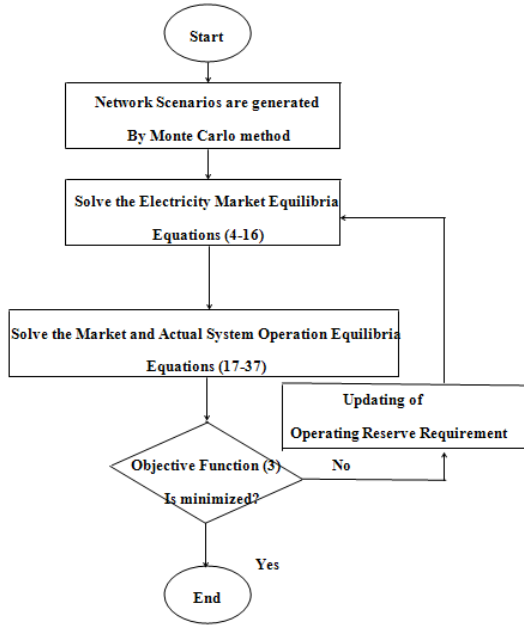 Start
Network Scenarios are generated
By Monte Carlo method
Solve the Electricity Market Equilibria
Equations (4-16)
Solve the Market and Actual System Operation Equilibria
Equations (17-37)
Updating of
Operating Reserve Requirement
Objective Function (3)
Is minimized?
No
Yes
End